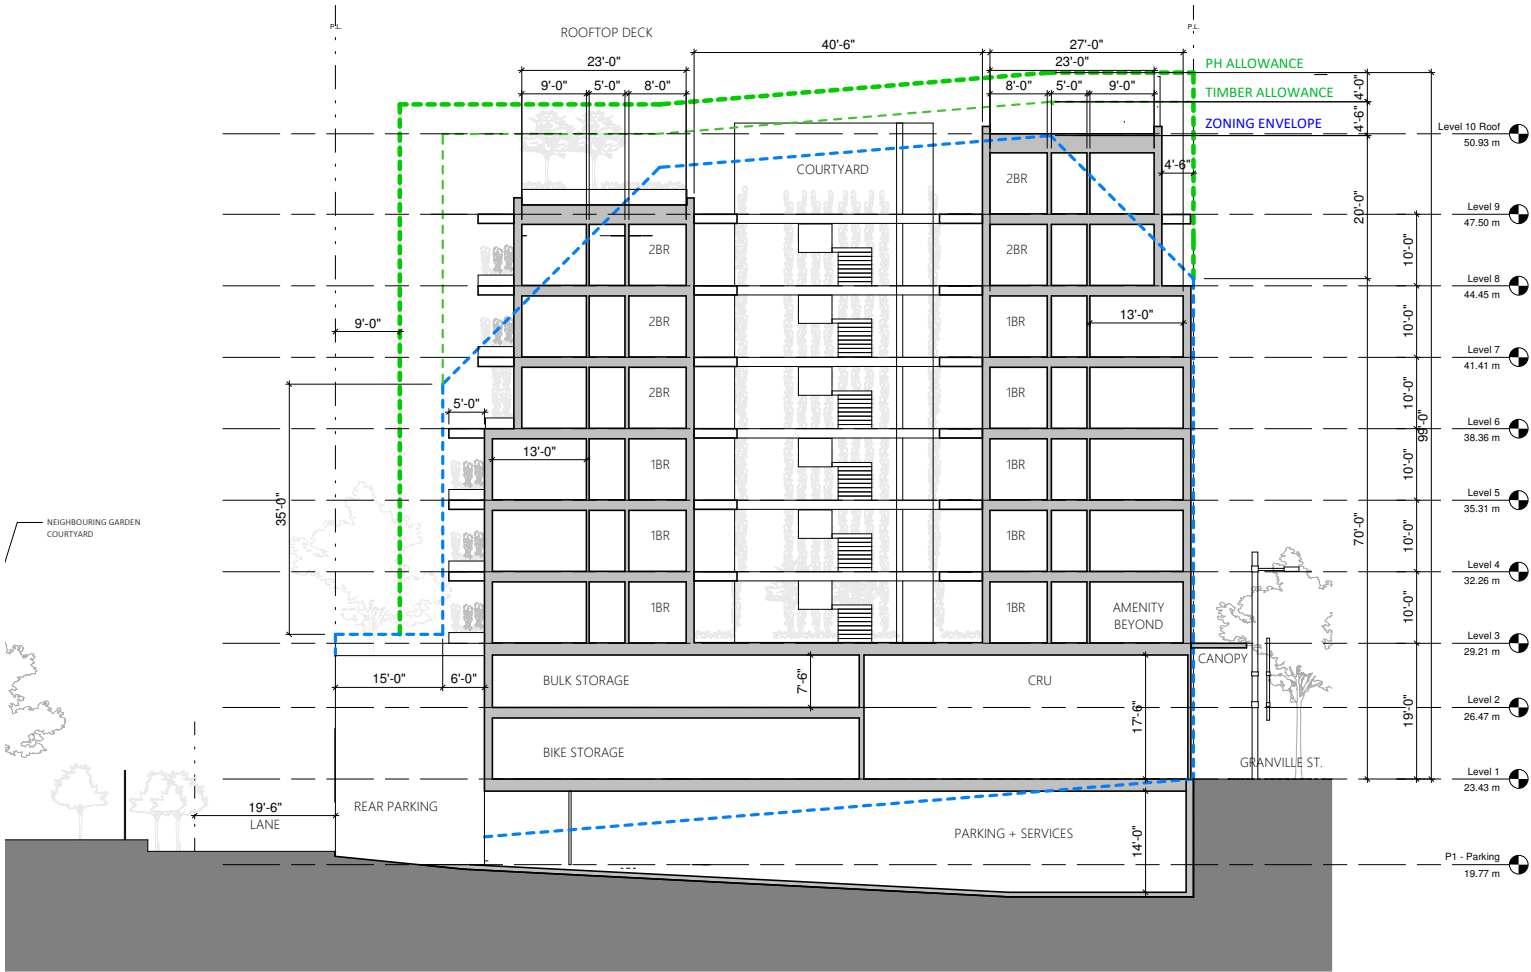 P.L.
P.L.
ROOFTOP DECK
40'-6"
27'-0"
23'-0"
23'-0"
9'-0"
5'-0"
8'-0"
8'-0"
5'-0"
9'-0"
PH ALLOWANCE
TIMBER ALLOWANCE
ZONING ENVELOPE
4'-0"
4'-6"
Level 10 Roof
50.93 m
COURTYARD
2BR
4'-6"
20'-0"
Level 9
47.50 m
2BR
2BR
10'-0"
Level 8
44.45 m
9'-0"
2BR
1BR
13'-0"
10'-0"
Level 7
41.41 m
2BR
1BR
10'-0"
99'-0"
5'-0"
Level 6
38.36 m
13'-0"
1BR
1BR
10'-0"
Level 5
35.31 m
35'-0"
NEIGHBOURING GARDEN
COURTYARD
1BR
1BR
70'-0"
10'-0"
Level 4
32.26 m
1BR
1BR
AMENITY
BEYOND
10'-0"
Level 3
29.21 m
CANOPY
15'-0"
6'-0"
BULK STORAGE
7'-6"
CRU
17'-6"
19'-0"
Level 2
26.47 m
BIKE STORAGE
GRANVILLE ST.
Level 1
23.43 m
19'-6"
LANE
REAR PARKING
PARKING + SERVICES
14'-0"
P1 - Parking
19.77 m